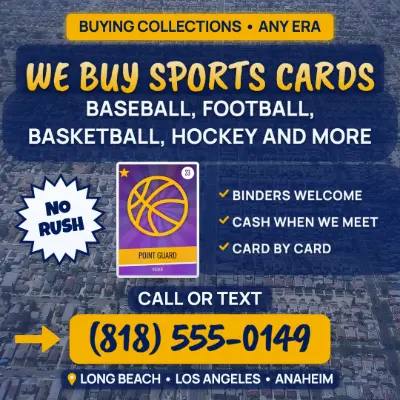 BUYING COLLECTIONS • ANY ERA
WE BUY SPORTS CARDS
BASEBALL, FOOTBALL,
BASKETBALL, HOCKEY AND MORE
NO
RUSH
23
POINT GUARD
✓ BINDERS WELCOME
✓ CASH WHEN WE MEET
✓ CARD BY CARD
CALL OR TEXT
(818) 555-0149
LONG BEACH • LOS ANGELES • ANAHEIM